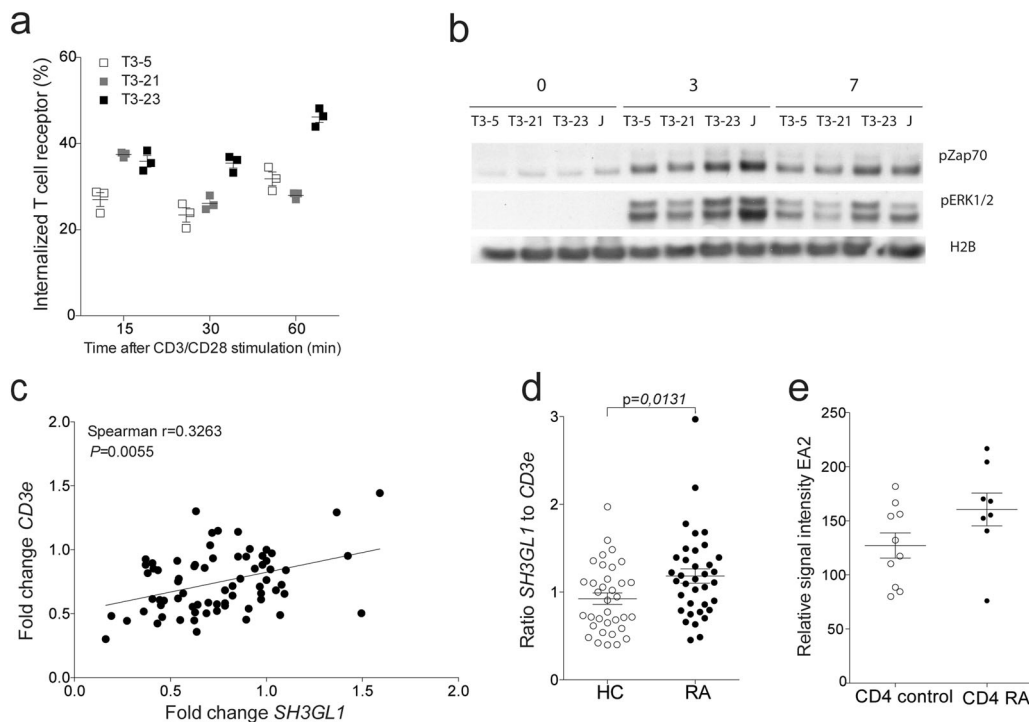 a
T3-5
T3-21
T3-23
Internalized T cell receptor (%)
60
40
20
0
15 30 60
Time after CD3/CD28 stimulation (min)
b
0 3 7
T3-5 T3-21 T3-23 J T3-5 T3-21 T3-23 J T3-5 T3-21 T3-23 J
pZap70
pERK1/2
H2B
c
Spearman r=0.3263
P=0.0055
Fold change CD3e
2.0
1.5
1.0
0.5
0.0
0.0 0.5 1.0 1.5 2.0
Fold change SH3GL1
d
p=0,0131
Ratio SH3GL1 to CD3e
3
2
1
0
HC RA
e
Relative signal intensity EA2
250
200
150
100
50
0
CD4 control CD4 RA